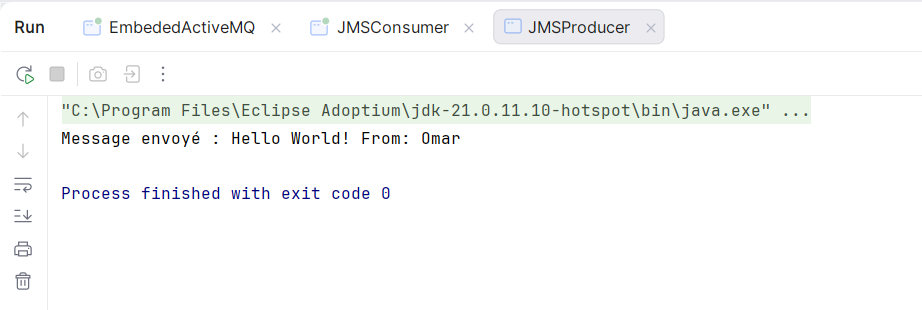 Run EmbededActiveMQ JMSConsumer JMSProducer
"C:\Program Files\Eclipse Adoptium\jdk-21.0.11.10-hotspot\bin\java.exe" ...
Message envoyé : Hello World! From: Omar
Process finished with exit code 0